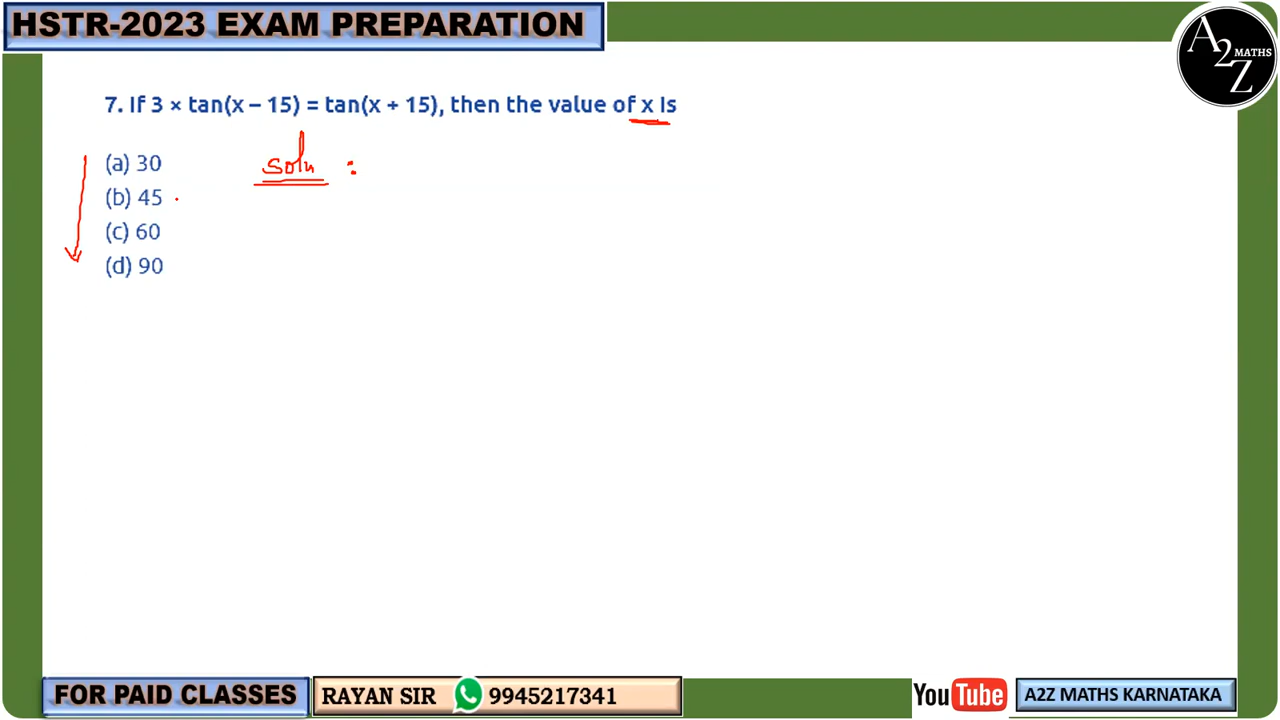 HSTR-2023 EXAM PREPARATION
A2Z MATHS
7. If 3 × tan(x – 15) = tan(x + 15), then the value of x is
Soln :
(a) 30
(b) 45
(c) 60
(d) 90
FOR PAID CLASSES
RAYAN SIR 9945217341
YouTube
A2Z MATHS KARNATAKA